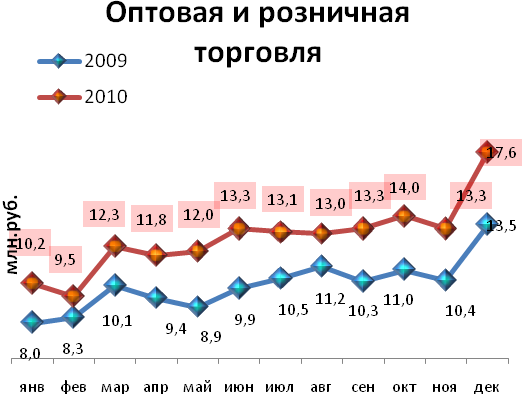 Оптовая и розничная
торговля
2009
2010
млн.руб.
17,6
14,0
13,3 13,1 13,0 13,3 13,3
12,3 11,8 12,0
13,5
10,2
9,5
11,2 11,0
10,5 10,3 10,4
9,9
10,1 9,4 8,9
8,0 8,3
янв фев мар апр май июн июл авг сен окт ноя дек